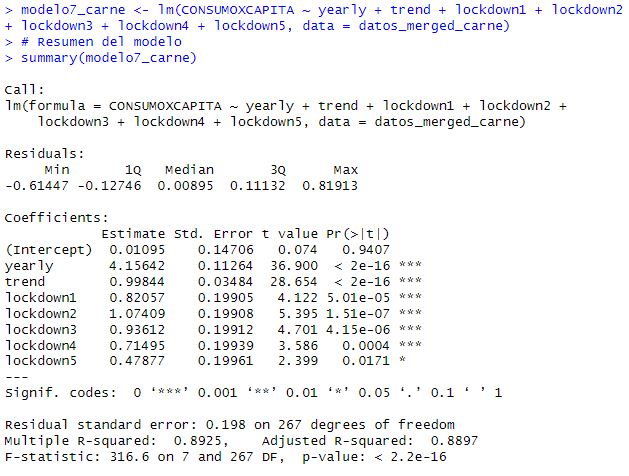 > modelo7_carne <- lm(CONSUMOXCAPITA ~ yearly + trend + lockdown1 + lockdown2
+ lockdown3 + lockdown4 + lockdown5, data = datos_merged_carne)
> # Resumen del modelo
> summary(modelo7_carne)

Call:
lm(formula = CONSUMOXCAPITA ~ yearly + trend + lockdown1 + lockdown2 +
    lockdown3 + lockdown4 + lockdown5, data = datos_merged_carne)

Residuals:
     Min       1Q   Median       3Q      Max
-0.61447 -0.12746  0.00895  0.11132  0.81913

Coefficients:
            Estimate Std. Error t value Pr(>|t|)
(Intercept)  0.01095    0.14706   0.074   0.9407
yearly       4.15642    0.11264  36.900  < 2e-16 ***
trend        0.99844    0.03484  28.654  < 2e-16 ***
lockdown1    0.82057    0.19905   4.122 5.01e-05 ***
lockdown2    1.07409    0.19908   5.395 1.51e-07 ***
lockdown3    0.93612    0.19912   4.701 4.15e-06 ***
lockdown4    0.71495    0.19939   3.586   0.0004 ***
lockdown5    0.47877    0.19961   2.399   0.0171 *
---
Signif. codes:  0 ‘***’ 0.001 ‘**’ 0.01 ‘*’ 0.05 ‘.’ 0.1 ‘ ’ 1

Residual standard error: 0.198 on 267 degrees of freedom
Multiple R-squared:  0.8925,    Adjusted R-squared:  0.8897
F-statistic: 316.6 on 7 and 267 DF,  p-value: < 2.2e-16